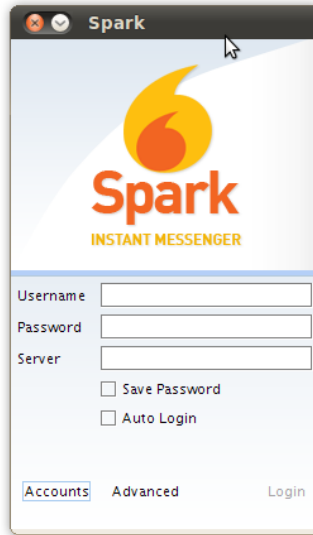 Spark
Spark
INSTANT MESSENGER
Username
Password
Server
Save Password
Auto Login
Accounts Advanced Login